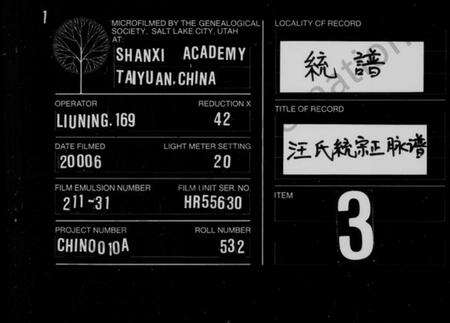 1
MICROFILMED BY THE GENEALOGICAL
SOCIETY, SALT LAKE CITY, UTAH
AT:
SHANXI ACADEMY
TAIYUAN, CHINA
OPERATOR
LIUNING.169
REDUCTION X
42
DATE FILMED
20006
LIGHT METER SETTING
20
FILM EMULSION NUMBER
211-31
FILM UNIT SER. NO.
HR55630
PROJECT NUMBER
CHIN0010A
ROLL NUMBER
532
LOCALITY OF RECORD
統譜
TITLE OF RECORD
汪氏統宗正脉谱
ITEM
3